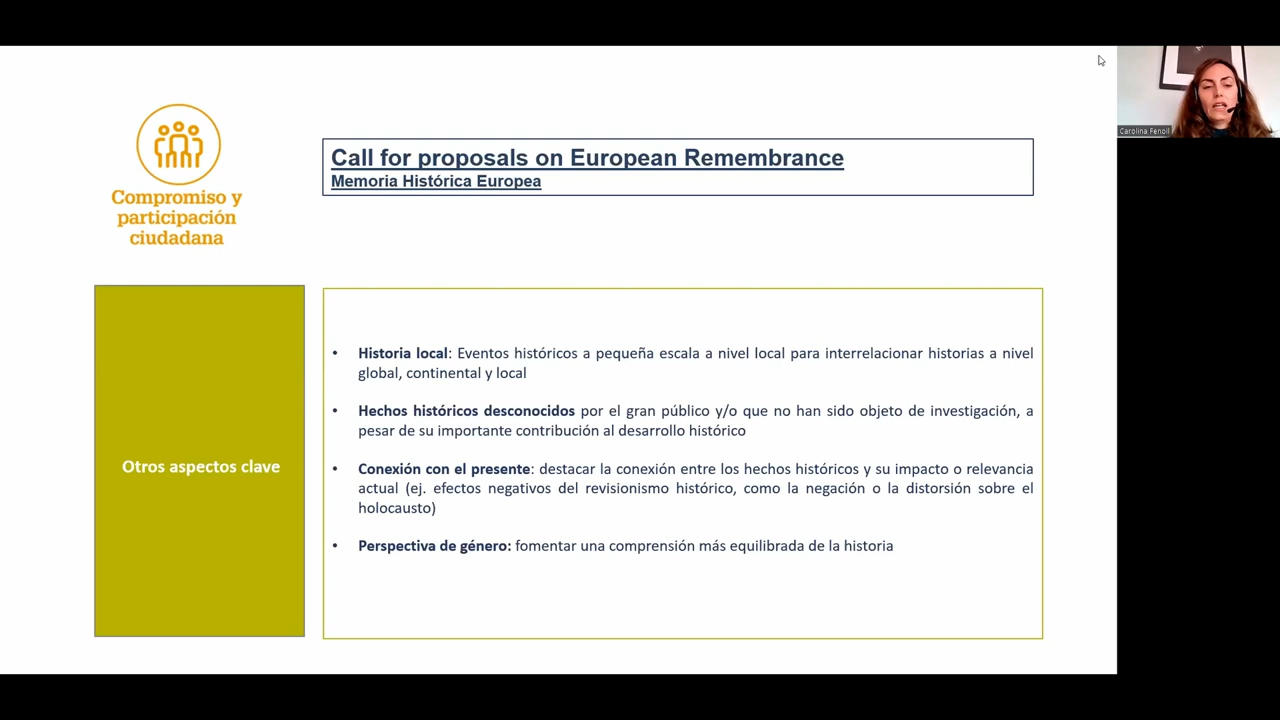 Carolina Fenoll
Compromiso y
participación
ciudadana
Call for proposals on European Remembrance
Memoria Histórica Europea
Otros aspectos clave
• Historia local: Eventos históricos a pequeña escala a nivel local para interrelacionar historias a nivel
global, continental y local
• Hechos históricos desconocidos por el gran público y/o que no han sido objeto de investigación, a
pesar de su importante contribución al desarrollo histórico
• Conexión con el presente: destacar la conexión entre los hechos históricos y su impacto o relevancia
actual (ej. efectos negativos del revisionismo histórico, como la negación o la distorsión sobre el
holocausto)
• Perspectiva de género: fomentar una comprensión más equilibrada de la historia